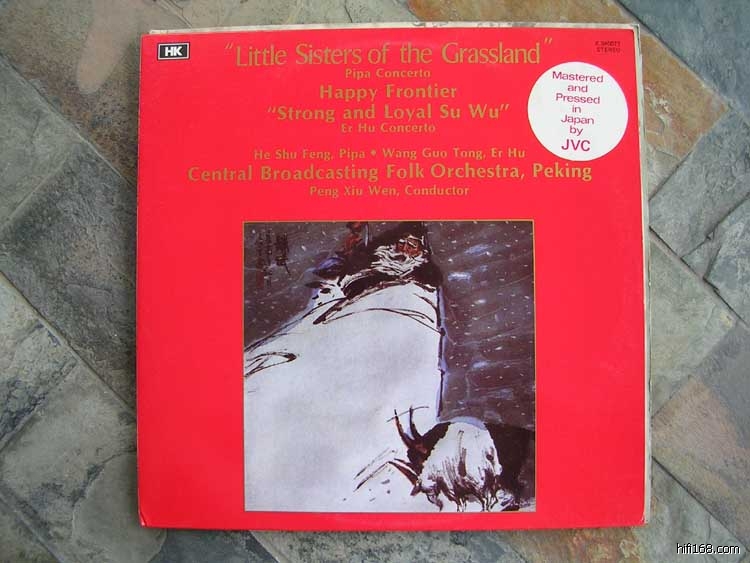 HK
"Little Sisters of the Grassland"
Pipa Concerto
Happy Frontier
"Strong and Loyal Su Wu"
Er Hu Concerto
STEREO
Mastered
and
Pressed
in
Japan
by
JVC
He Shu Feng, Pipa • Wang Guo Tong, Er Hu
Central Broadcasting Folk Orchestra, Peking
Peng Xiu Wen, Conductor
hifi168.com